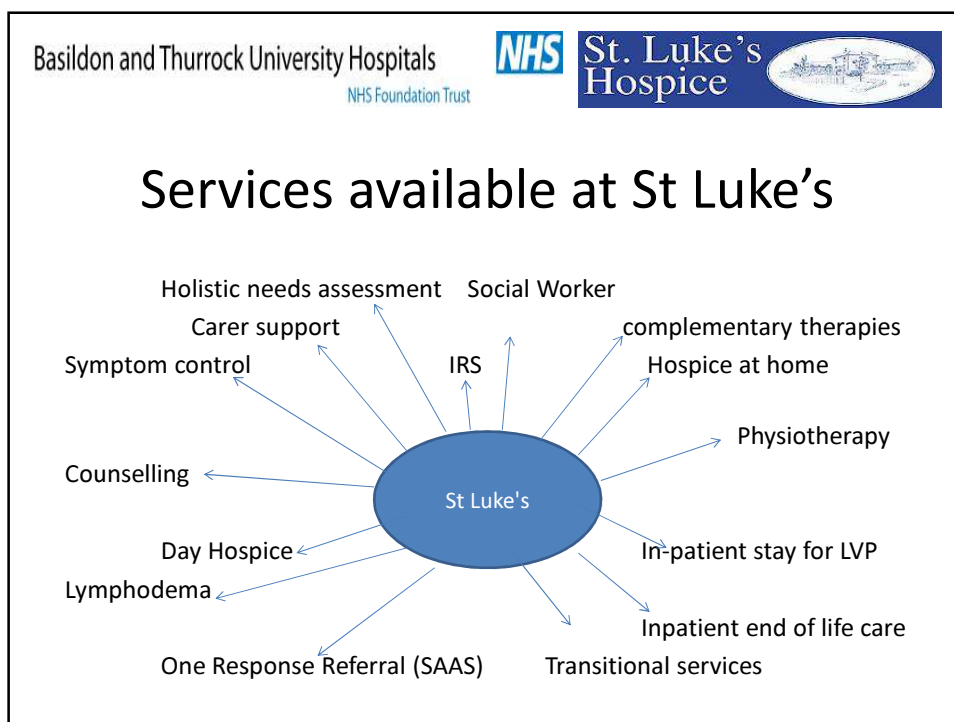 Basildon and Thurrock University Hospitals
NHS Foundation Trust
NHS
St. Luke's
Hospice
Services available at St Luke's
Holistic needs assessment Social Worker
Carer support complementary therapies
Symptom control IRS Hospice at home
Physiotherapy
Counselling
St Luke's
Day Hospice In-patient stay for LVP
Lymphodema
Inpatient end of life care
One Response Referral (SAAS) Transitional services